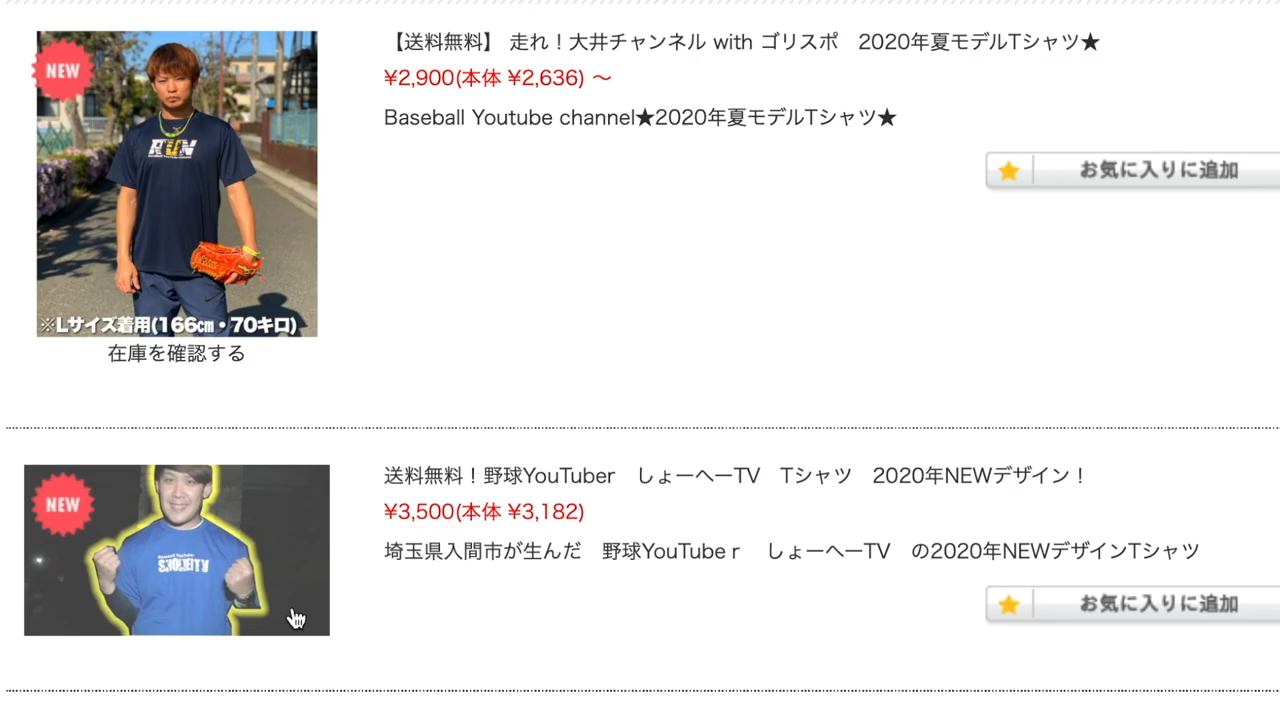 【送料無料】 走れ！大井チャンネル with ゴリスポ　2020年夏モデルTシャツ★
NEW
¥2,900(本体 ¥2,636) ～
Baseball Youtube channel★2020年夏モデルTシャツ★
RUN
お気に入りに追加
※Lサイズ着用(166㎝・70キロ)
在庫を確認する
送料無料！野球YouTuber　しょーへーTV　Tシャツ　2020年NEWデザイン！
NEW
¥3,500(本体 ¥3,182)
埼玉県入間市が生んだ　野球YouTubeｒ　しょーへーTV　の2020年NEWデザインTシャツ
Baseball YouTuber
SHOHEITV
お気に入りに追加